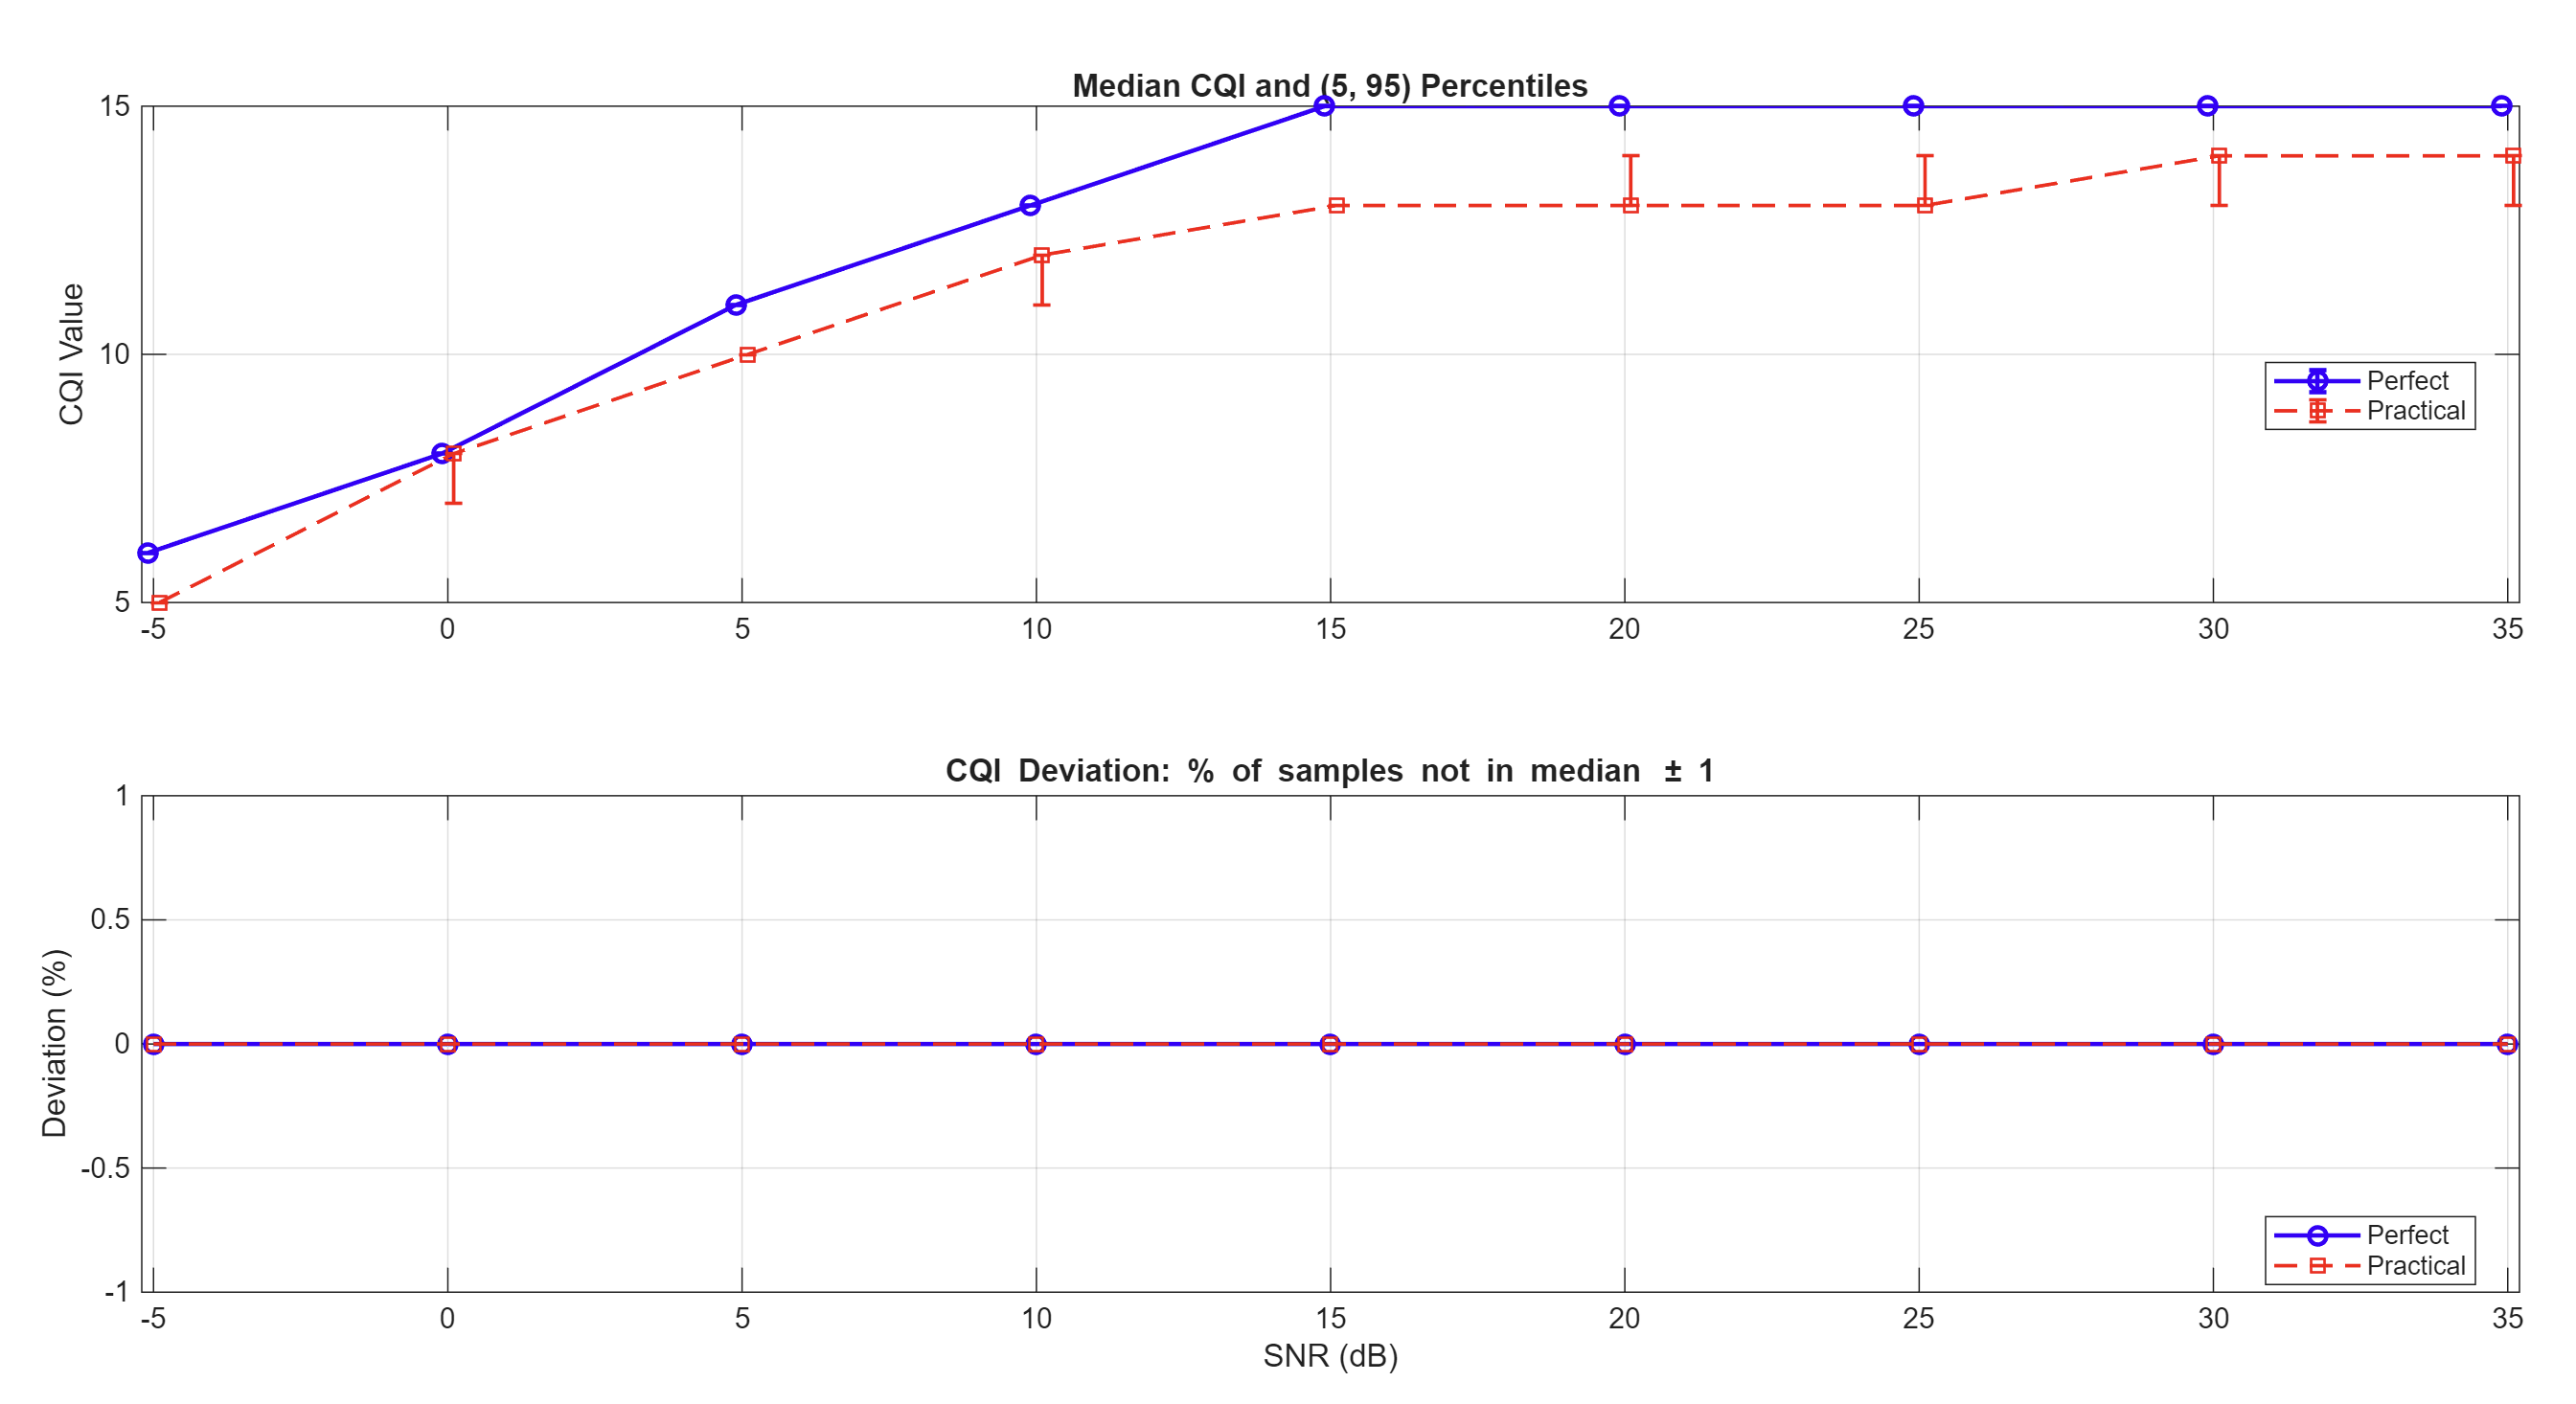 Median CQI and (5, 95) Percentiles
CQI Value
15
10
5
-5 0 5 10 15 20 25 30 35
Perfect
Practical
CQI Deviation: % of samples not in median ± 1
Deviation (%)
1
0.5
0
-0.5
-1
-5 0 5 10 15 20 25 30 35
SNR (dB)
Perfect
Practical